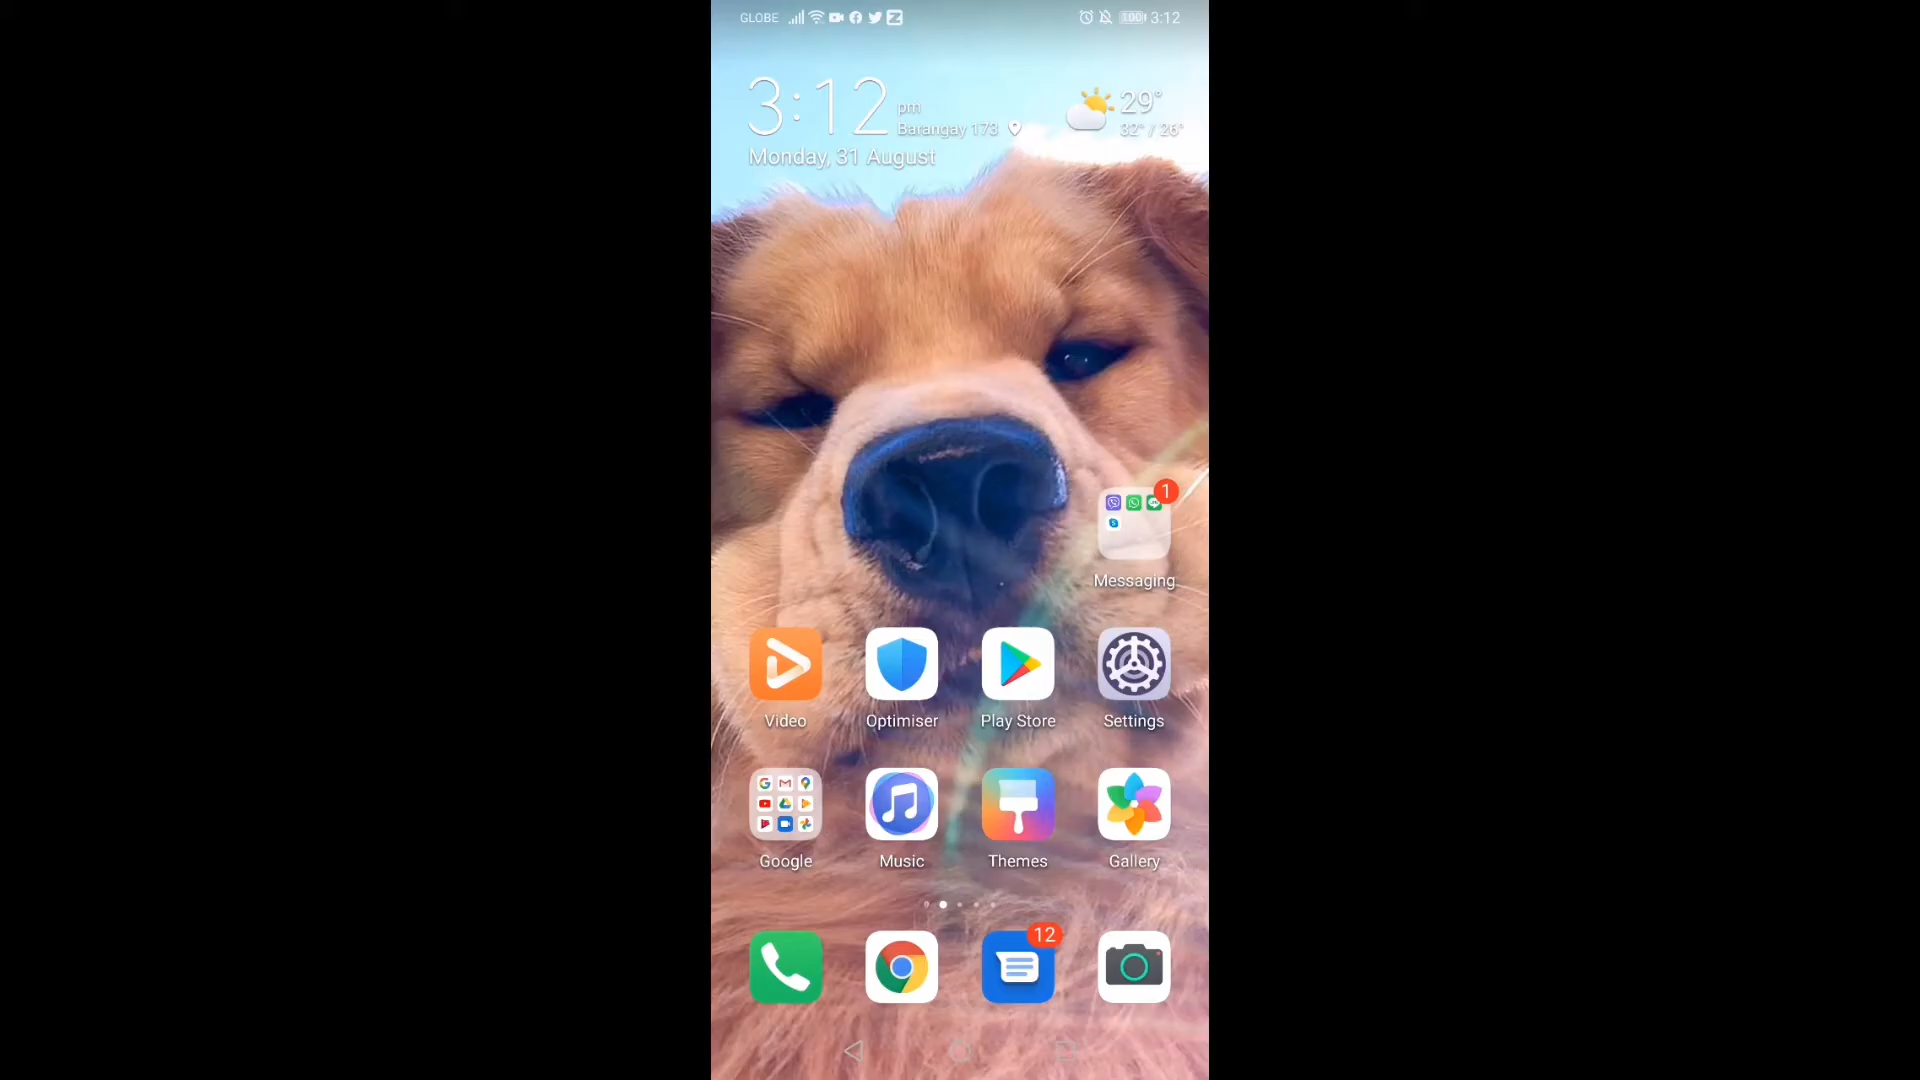 GLOBE 100 3:12
3:12 pm
Barangay 173
29°
32° / 26°
Monday, 31 August
1
Messaging
Video Optimiser Play Store Settings
Google Music Themes Gallery
12